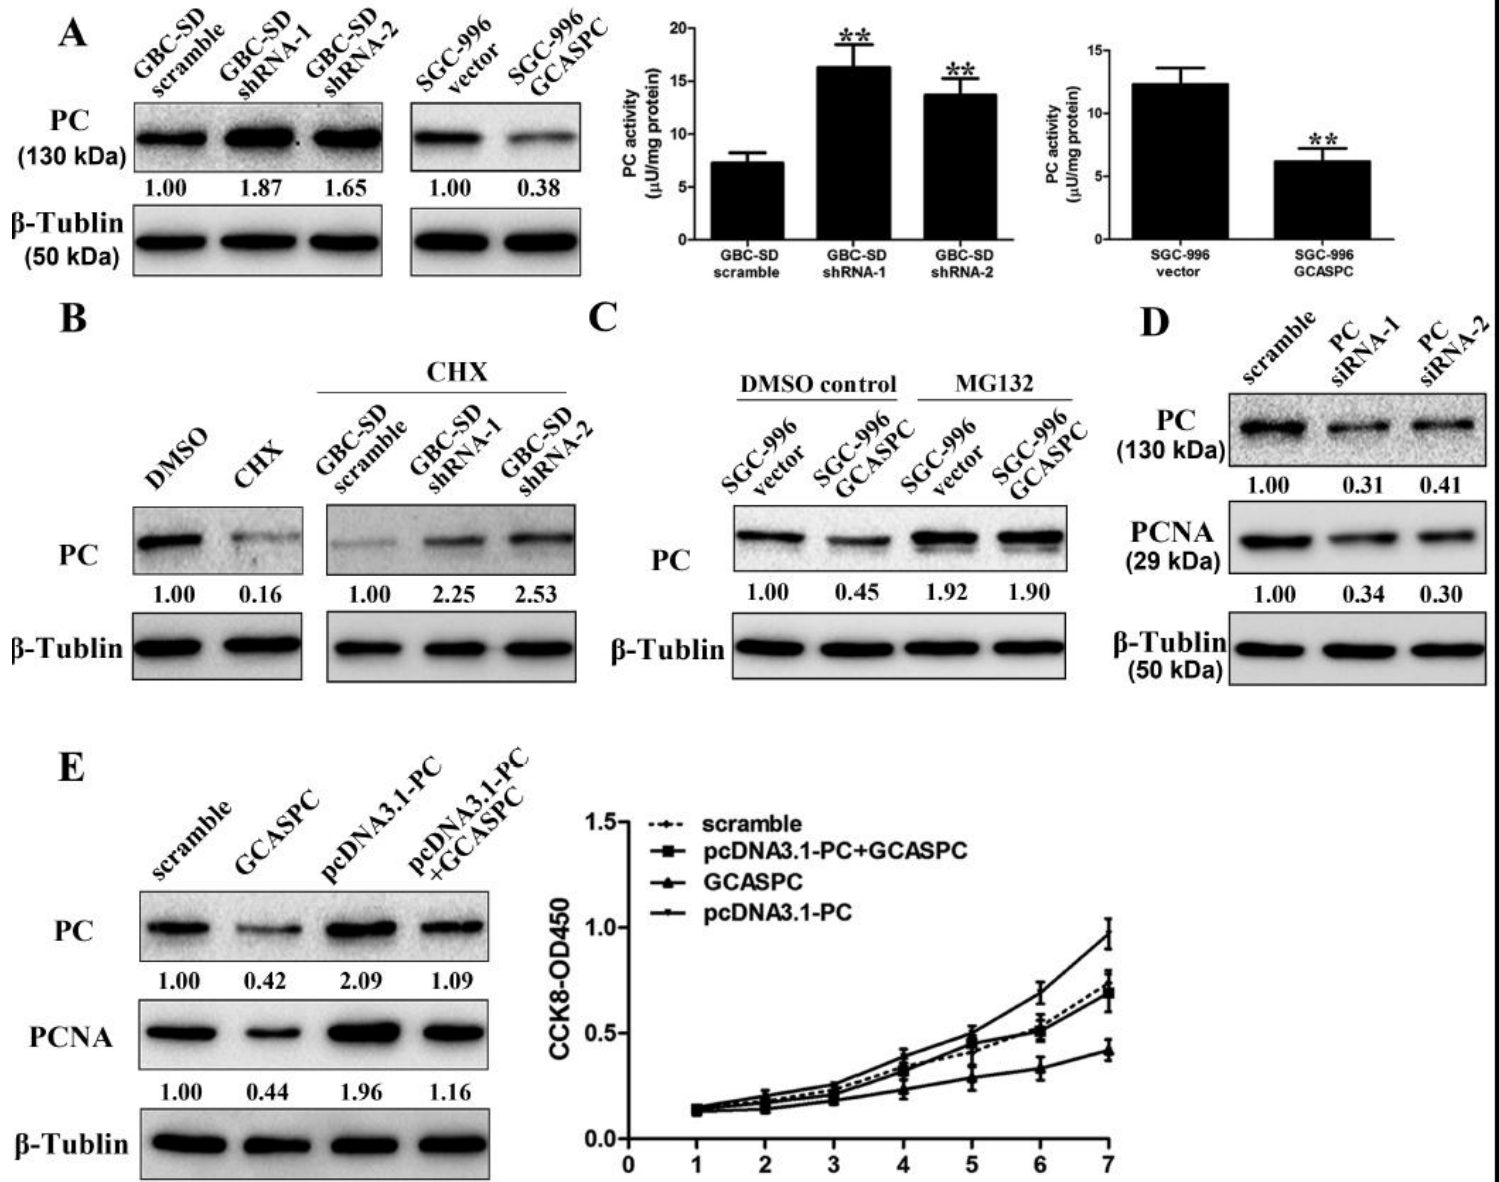 A
GBC-SD
scramble
GBC-SD
shRNA-1
GBC-SD
shRNA-2
SGC-996
vector
SGC-996
GCASPC
PC
(130 kDa)
1.00 1.87 1.65 1.00 0.38
β-Tublin
(50 kDa)
20
15
10
5
0
PC activity
(µU/mg protein)
**
**
GBC-SD
scramble
GBC-SD
shRNA-1
GBC-SD
shRNA-2
15
10
5
0
PC activity
(µU/mg protein)
**
SGC-996
vector
SGC-996
GCASPC
B
CHX
DMSO
CHX
GBC-SD
scramble
GBC-SD
shRNA-1
GBC-SD
shRNA-2
PC
1.00 0.16 1.00 2.25 2.53
β-Tublin
C
DMSO control
MG132
SGC-996
vector
SGC-996
GCASPC
SGC-996
vector
SGC-996
GCASPC
PC
1.00 0.45 1.92 1.90
β-Tublin
D
scramble
PC
siRNA-1
PC
siRNA-2
PC
(130 kDa)
1.00 0.31 0.41
PCNA
(29 kDa)
1.00 0.34 0.30
β-Tublin
(50 kDa)
E
scramble
GCASPC
pcDNA3.1-PC
pcDNA3.1-PC
+GCASPC
PC
1.00 0.42 2.09 1.09
PCNA
1.00 0.44 1.96 1.16
β-Tublin
CCK8-OD450
1.5
1.0
0.5
0.0
scramble
pcDNA3.1-PC+GCASPC
GCASPC
pcDNA3.1-PC
0 1 2 3 4 5 6 7